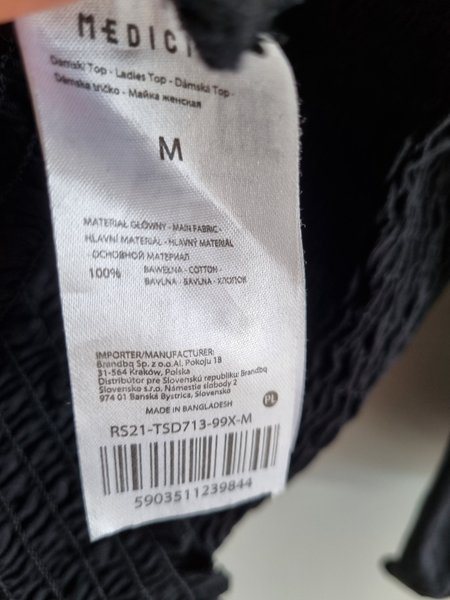 MEDICI
Damski Top - Ladies Top - Dámský Top -
Dámske tričko - Майка женская
M
MATERIAŁ GŁÓWNY - MAIN FABRIC -
HLAVNÍ MATERIÁL - HLAVNÝ MATERIÁL
- ОСНОВНОЙ МАТЕРИАЛ
100% BAWEŁNA - COTTON -
BAVLNA - BAVLNA - ХЛОПОК
IMPORTER/MANUFACTURER:
Brandbq Sp. z o.o. Al. Pokoju 18
31-564 Kraków, Polska
Distribútor pre Slovenskú republiku: Brandbq
Slovensko s.r.o. Námestie slobody 2
974 01 Banská Bystrica, Slovensko
MADE IN BANGLADESH
PL
RS21-TSD713-99X-M
5903511239844